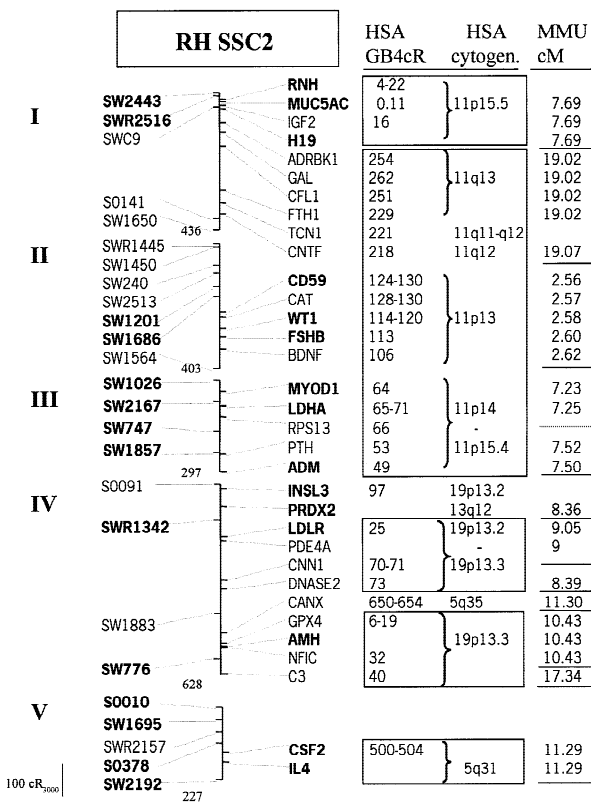 RH SSC2
HSA HSA MMU
GB4cR cytogen. cM
RNH 4-22
SW2443 MUC5AC 0.11 11p15.5 7.69
I SWR2516 IGF2 16 7.69
SWC9 H19 7.69
ADRBK1 254 19.02
GAL 262 11q13 19.02
CFL1 251 19.02
S0141 FTH1 229 19.02
SW1650 TCN1 221 11q11-q12
436
SWR1445 CNTF 218 11q12 19.07
II
SW1450
SW240 CD59 124-130 2.56
SW2513 CAT 128-130 2.57
SW1201 WT1 114-120 11p13 2.58
SW1686 FSHB 113 2.60
SW1564 BDNF 106 2.62
403
SW1026 MYOD1 64 7.23
III SW2167 LDHA 65-71 11p14 7.25
SW747 RPS13 66 -
SW1857 PTH 53 11p15.4 7.52
297 ADM 49 7.50
S0091 INSL3 97 19p13.2
IV PRDX2 13q12 8.36
SWR1342 LDLR 25 19p13.2 9.05
PDE4A - 9
CNN1 70-71 19p13.3
DNASE2 73 8.39
CANX 650-654 5q35 11.30
SW1883 GPX4 6-19 10.43
AMH 19p13.3 10.43
SW776 NFIC 32 10.43
628 C3 40 17.34
V S0010
SW1695
SWR2157 CSF2 500-504 11.29
S0378 IL4 5q31 11.29
100 cR3000 SW2192
227